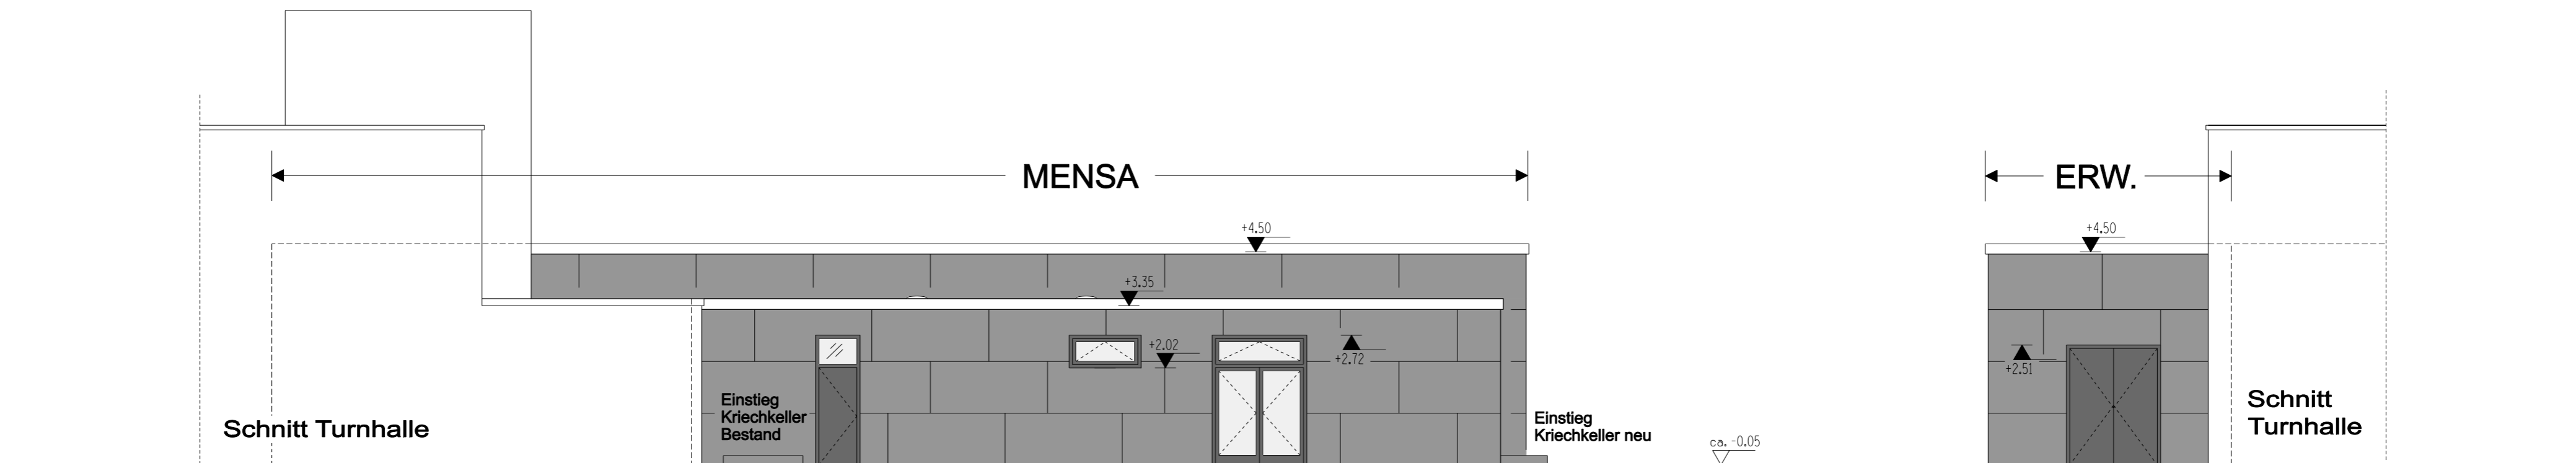 MENSA
ERW.
+4.50
+4.50
+3.35
+2.02
+2.72
+2.51
Einstieg
Kriechkeller
Bestand
Schnitt Turnhalle
Einstieg
Kriechkeller neu
ca. -0.05
Schnitt
Turnhalle